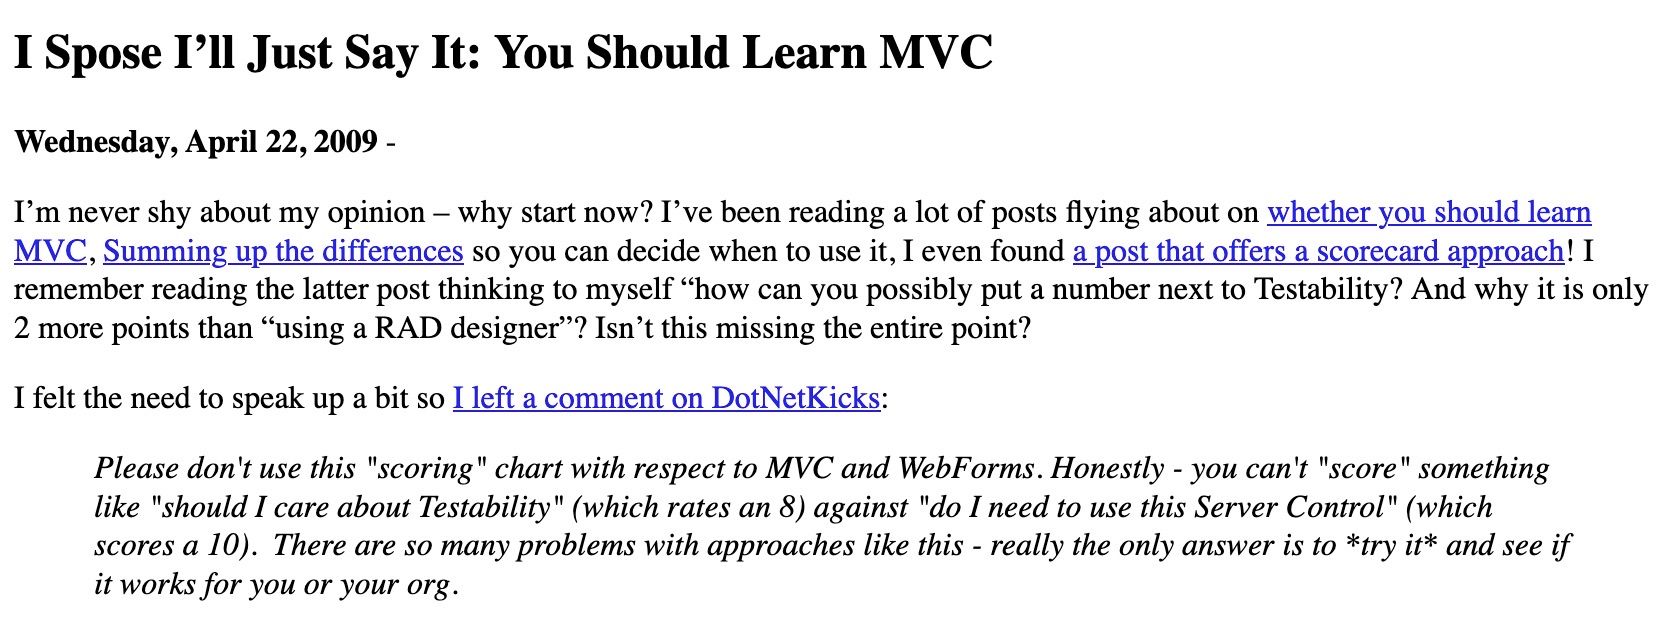 I Spose I’ll Just Say It: You Should Learn MVC
Wednesday, April 22, 2009 -
I’m never shy about my opinion – why start now? I’ve been reading a lot of posts flying about on whether you should learn
MVC, Summing up the differences so you can decide when to use it, I even found a post that offers a scorecard approach! I
remember reading the latter post thinking to myself “how can you possibly put a number next to Testability? And why it is only
2 more points than “using a RAD designer”? Isn’t this missing the entire point?
I felt the need to speak up a bit so I left a comment on DotNetKicks:
Please don't use this "scoring" chart with respect to MVC and WebForms. Honestly - you can't "score" something
like "should I care about Testability" (which rates an 8) against "do I need to use this Server Control" (which
scores a 10).  There are so many problems with approaches like this - really the only answer is to *try it* and see if
it works for you or your org.